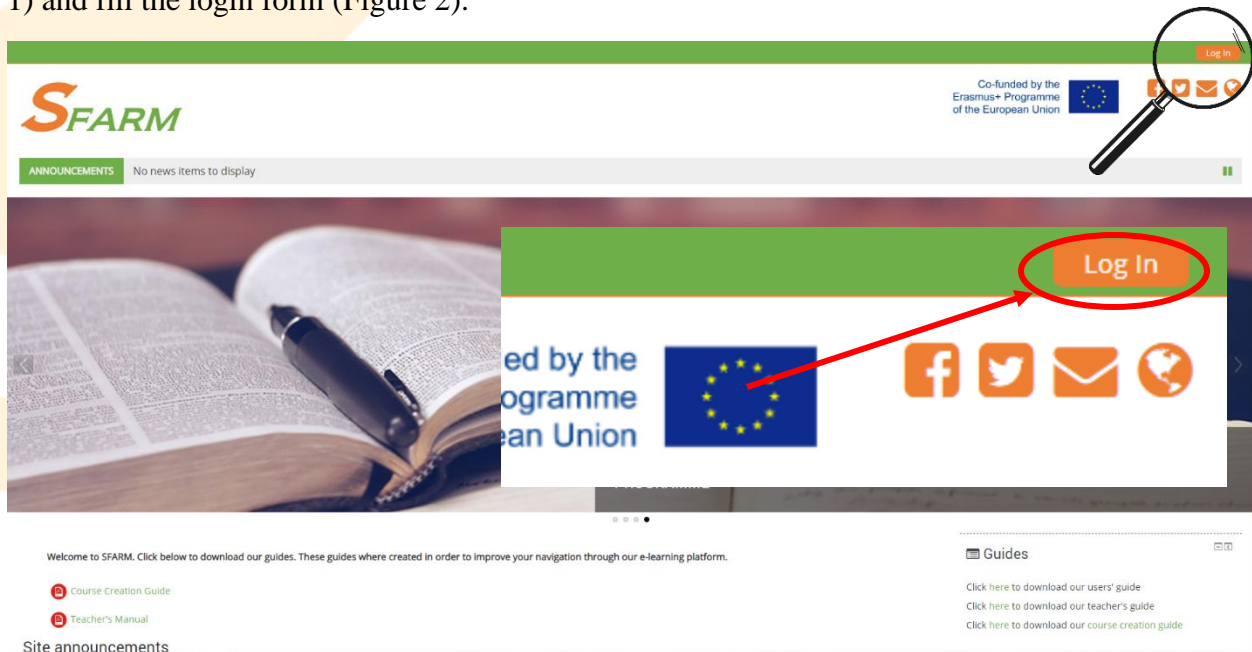 1) and fill the login form (Figure 2).
Log In
SFARM
Co-funded by the
Erasmus+ Programme
of the European Union
ANNOUNCEMENTS No news items to display
Log In
ed by the
ogramme
ean Union
Welcome to SFARM. Click below to download our guides. These guides where created in order to improve your navigation through our e-learning platform.
Course Creation Guide
Teacher's Manual
Site announcements
Guides
Click here to download our users' guide
Click here to download our teacher's guide
Click here to download our course creation guide